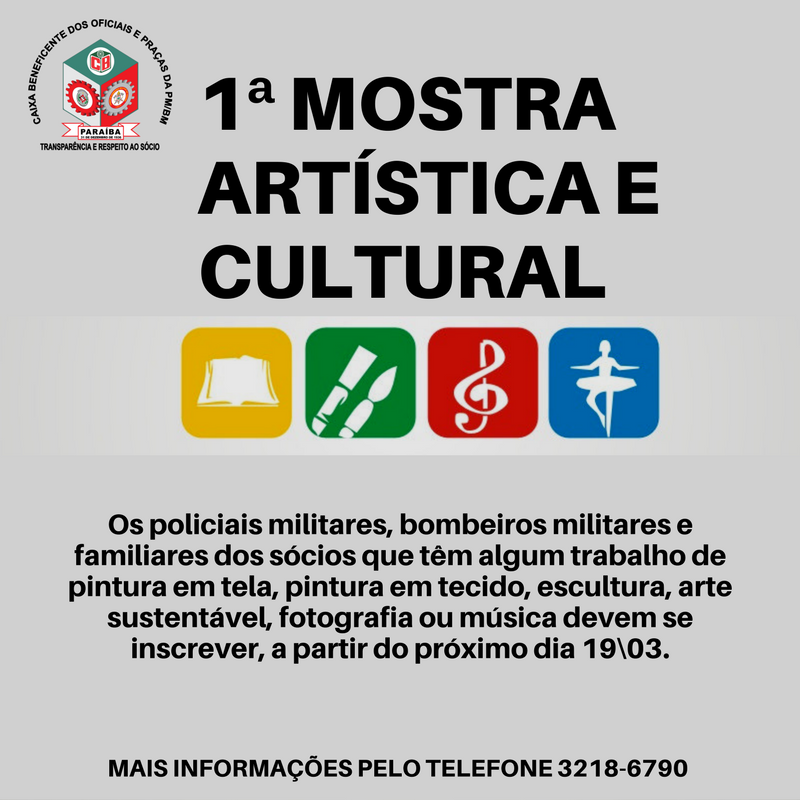 CAIXA BENEFICENTE DOS OFICIAIS E PRAÇAS DA PM/BM
CB
PARAÍBA
TRANSPARÊNCIA E RESPEITO AO SÓCIO
1ª MOSTRA
ARTÍSTICA E
CULTURAL
Os policiais militares, bombeiros militares e
familiares dos sócios que têm algum trabalho de
pintura em tela, pintura em tecido, escultura, arte
sustentável, fotografia ou música devem se
inscrever, a partir do próximo dia 19\03.
MAIS INFORMAÇÕES PELO TELEFONE 3218-6790